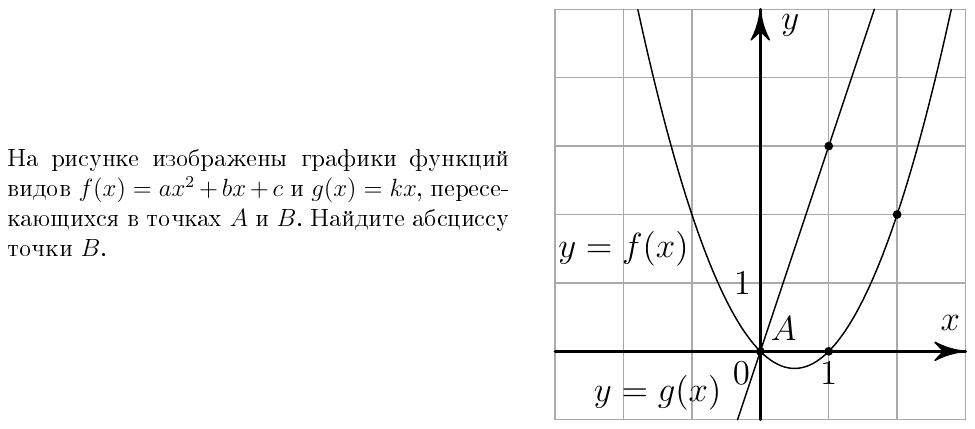 На рисунке изображены графики функций
видов f(x) = ax² + bx + c и g(x) = kx, пересе-
кающихся в точках A и B. Найдите абсциссу
точки B.
y
y = f(x)
1
A
x
0
1
y = g(x)